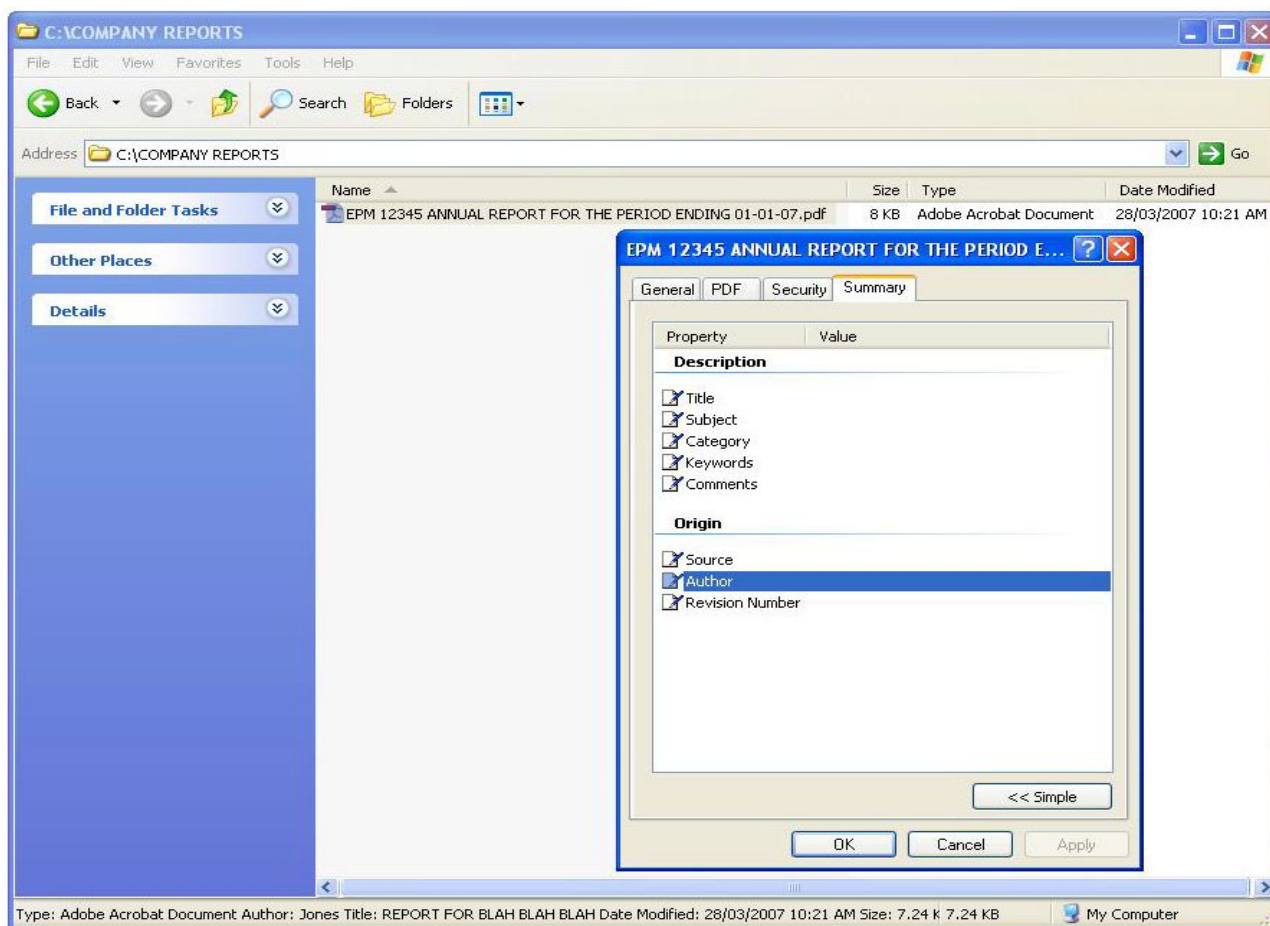 C:\COMPANY REPORTS
File Edit View Favorites Tools Help
Back Search Folders
Address C:\COMPANY REPORTS Go
Name Size Type Date Modified
File and Folder Tasks
EPM 12345 ANNUAL REPORT FOR THE PERIOD ENDING 01-01-07.pdf 8 KB Adobe Acrobat Document 28/03/2007 10:21 AM
Other Places
Details
EPM 12345 ANNUAL REPORT FOR THE PERIOD E...
General PDF Security Summary
Property Value
Description
Title
Subject
Category
Keywords
Comments
Origin
Source
Author
Revision Number
<< Simple
OK Cancel Apply
Type: Adobe Acrobat Document Author: Jones Title: REPORT FOR BLAH BLAH BLAH Date Modified: 28/03/2007 10:21 AM Size: 7.24 K 7.24 KB My Computer